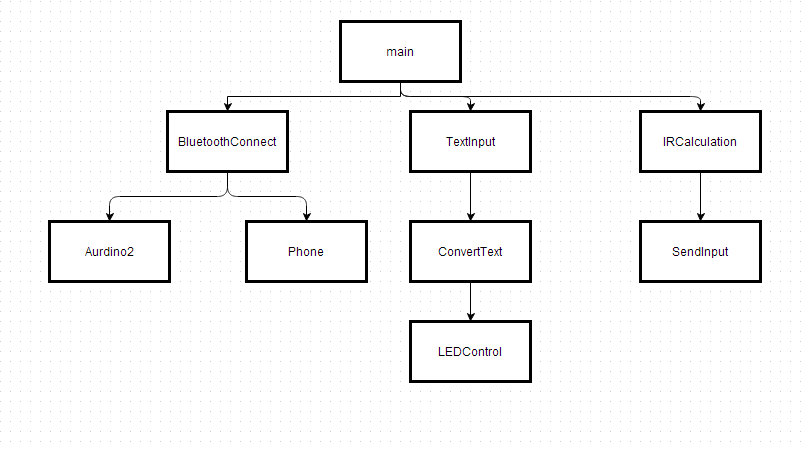 main
BluetoothConnect
TextInput
IRCalculation
Aurdino2
Phone
ConvertText
SendInput
LEDControl